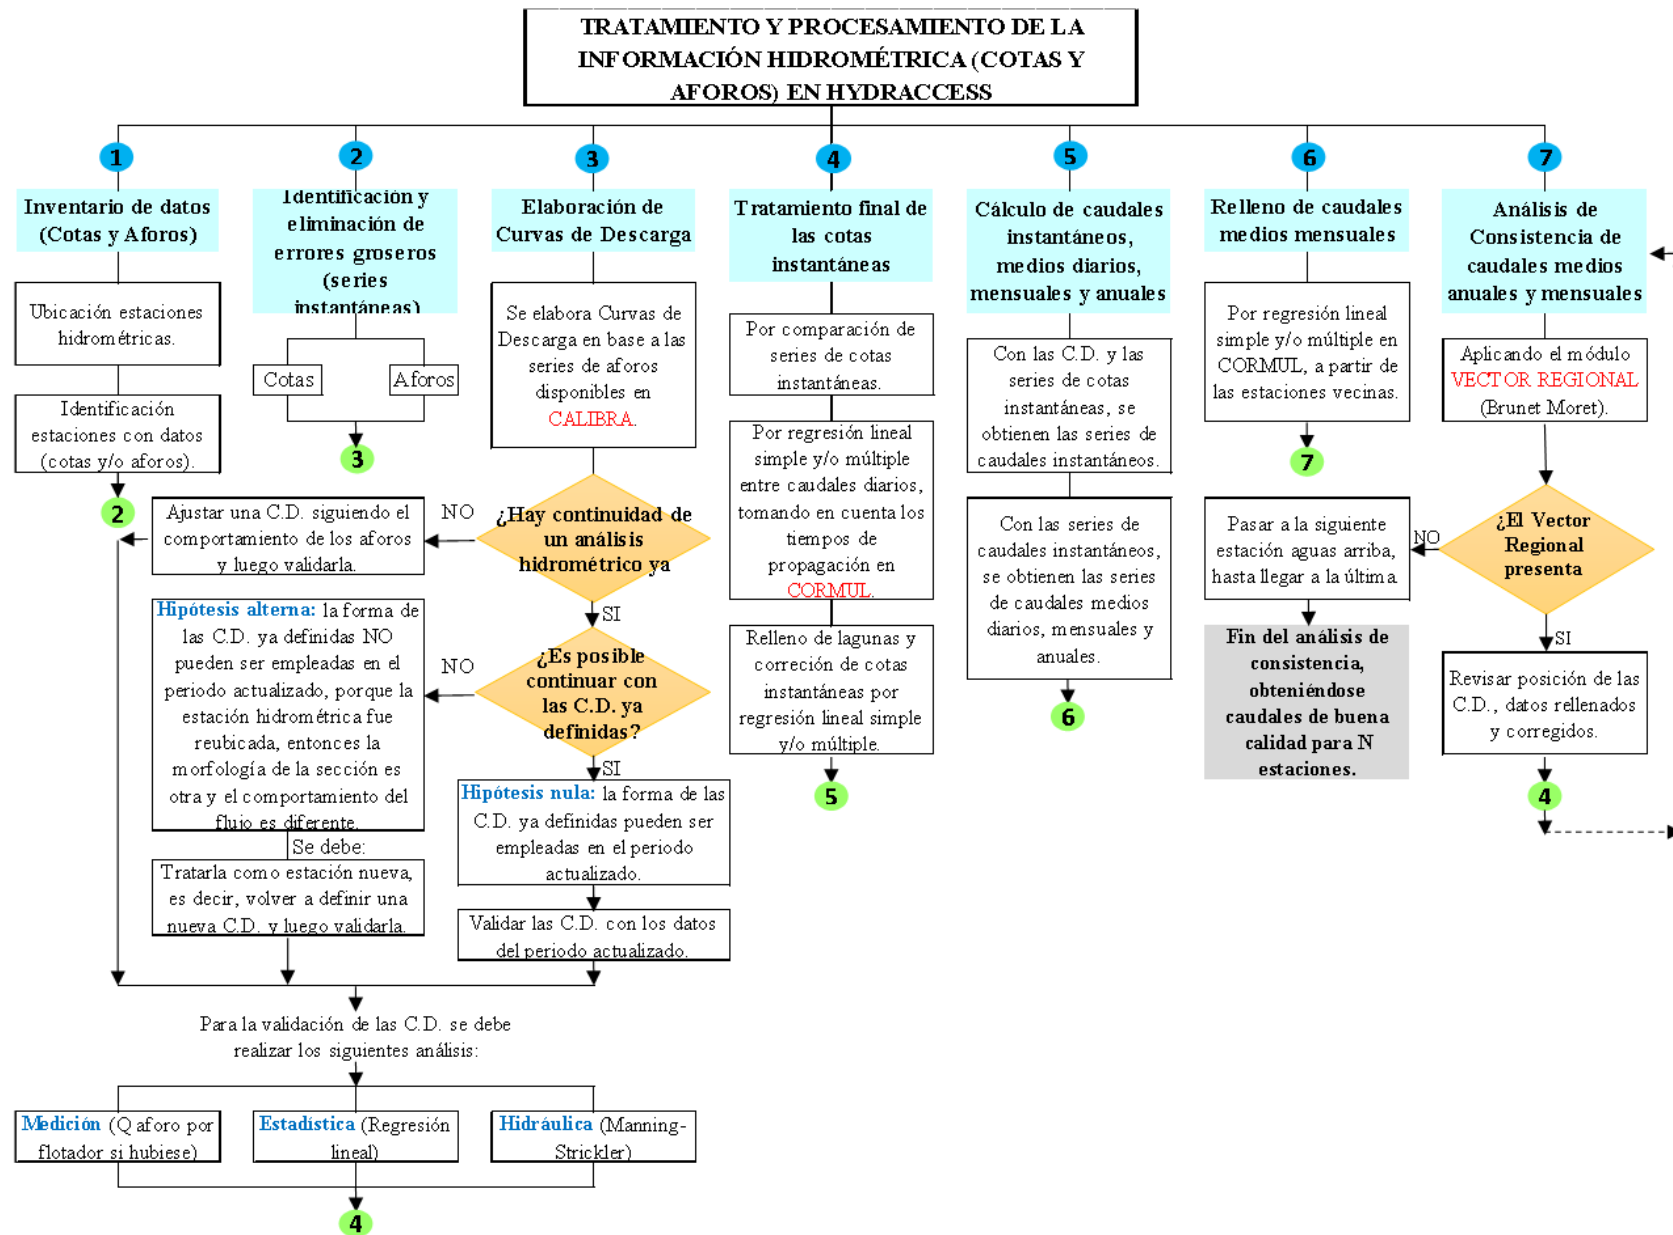 TRATAMIENTO Y PROCESAMIENTO DE LA
INFORMACIÓN HIDROMÉTRICA (COTAS Y
AFOROS) EN HYDRACCESS
1
Inventario de datos
(Cotas y Aforos)
Ubicación estaciones
hidrométricas.
Identificación
estaciones con datos
(cotas y/o aforos).
2
2
Identificación y
eliminación de
errores groseros
(series
instantáneas)
Cotas
Aforos
3
3
Elaboración de
Curvas de Descarga
Se elabora Curvas de
Descarga en base a las
series de aforos
disponibles en
CALIBRA.
¿Hay continuidad de
un análisis
hidrométrico ya
NO
Ajustar una C.D. siguiendo el
comportamiento de los aforos
y luego validarla.
SI
¿Es posible
continuar con
las C.D. ya
definidas?
NO
Hipótesis alterna: la forma de
las C.D. ya definidas NO
pueden ser empleadas en el
periodo actualizado, porque la
estación hidrométrica fue
reubicada, entonces la
morfología de la sección es
otra y el comportamiento del
flujo es diferente.
Se debe:
Tratarla como estación nueva,
es decir, volver a definir una
nueva C.D. y luego validarla.
SI
Hipótesis nula: la forma de las
C.D. ya definidas pueden ser
empleadas en el periodo
actualizado.
Validar las C.D. con los datos
del periodo actualizado.
Para la validación de las C.D. se debe
realizar los siguientes análisis:
Medición (Q aforo por
flotador si hubiese)
Estadística (Regresión
lineal)
Hidráulica (Manning-
Strickler)
4
4
Tratamiento final de
las cotas
instantáneas
Por comparación de
series de cotas
instantáneas.
Por regresión lineal
simple y/o múltiple
entre caudales diarios,
tomando en cuenta los
tiempos de
propagación en
CORMUL.
Relleno de lagunas y
correción de cotas
instantáneas por
regresión lineal simple
y/o múltiple.
5
5
Cálculo de caudales
instantáneos,
medios diarios,
mensuales y anuales
Con las C.D. y las
series de cotas
instantáneas, se
obtienen las series de
caudales instantáneos.
Con las series de
caudales instantáneos,
se obtienen las series
de caudales medios
diarios, mensuales y
anuales.
6
6
Relleno de caudales
medios mensuales
Por regresión lineal
simple y/o múltiple en
CORMUL, a partir de
las estaciones vecinas.
7
7
Análisis de
Consistencia de
caudales medios
anuales y mensuales
Aplicando el módulo
VECTOR REGIONAL
(Brunet Moret).
¿El Vector
Regional
presenta
NO
Pasar a la siguiente
estación aguas arriba,
hasta llegar a la última
Fin del análisis de
consistencia,
obteniéndose
caudales de buena
calidad para N
estaciones.
SI
Revisar posición de las
C.D., datos rellenados
y corregidos.
4